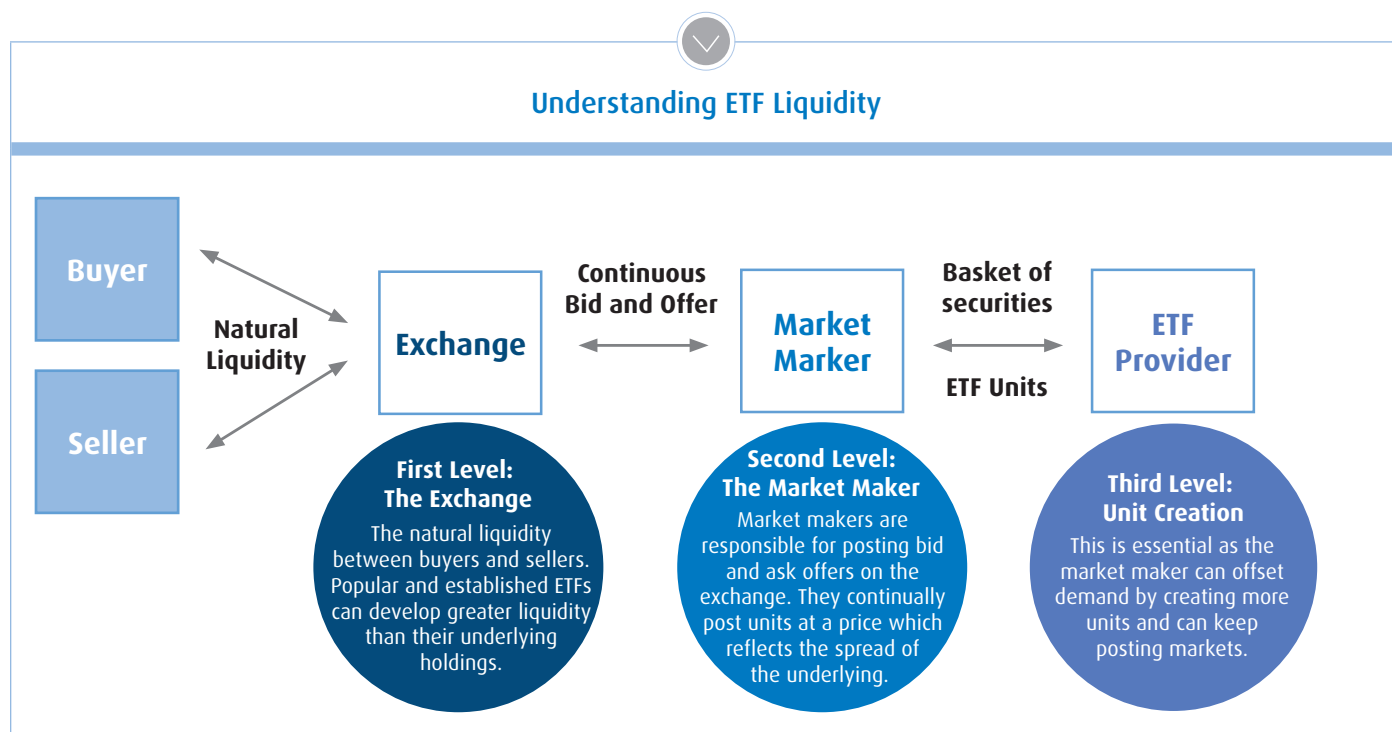 Understanding ETF Liquidity
Buyer
Seller
Natural
Liquidity
Exchange
Continuous
Bid and Offer
Market
Marker
Basket of
securities
ETF Units
ETF
Provider
First Level:
The Exchange
The natural liquidity
between buyers and sellers.
Popular and established ETFs
can develop greater liquidity
than their underlying
holdings.
Second Level:
The Market Maker
Market makers are
responsible for posting bid
and ask offers on the
exchange. They continually
post units at a price which
reflects the spread of
the underlying.
Third Level:
Unit Creation
This is essential as the
market maker can offset
demand by creating more
units and can keep
posting markets.